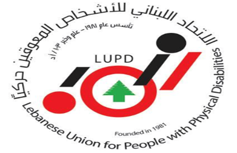 الاتحاد اللبناني للأشخاص المعوقين حركياً
تأسس عام ١٩٨١
LUPD
Founded in 1981
Lebanese Union for People with Physical Disabilities